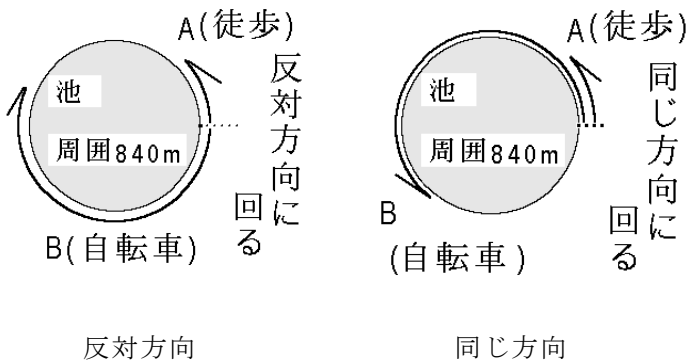 A(徒歩)
池
周囲840m
反対方向に
回る
B(自転車)
反対方向
A(徒歩)
池
周囲840m
同じ方向に
回る
B
(自転車)
同じ方向